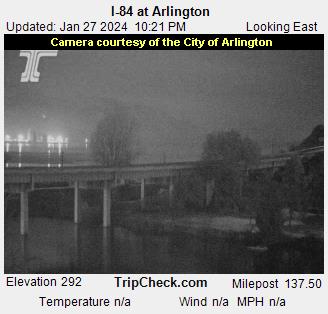 I-84 at Arlington
Updated: Jan 27 2024 10:21 PM Looking East
Camera courtesy of the City of Arlington
Elevation 292 TripCheck.com Milepost 137.50
Temperature n/a Wind n/a MPH n/a